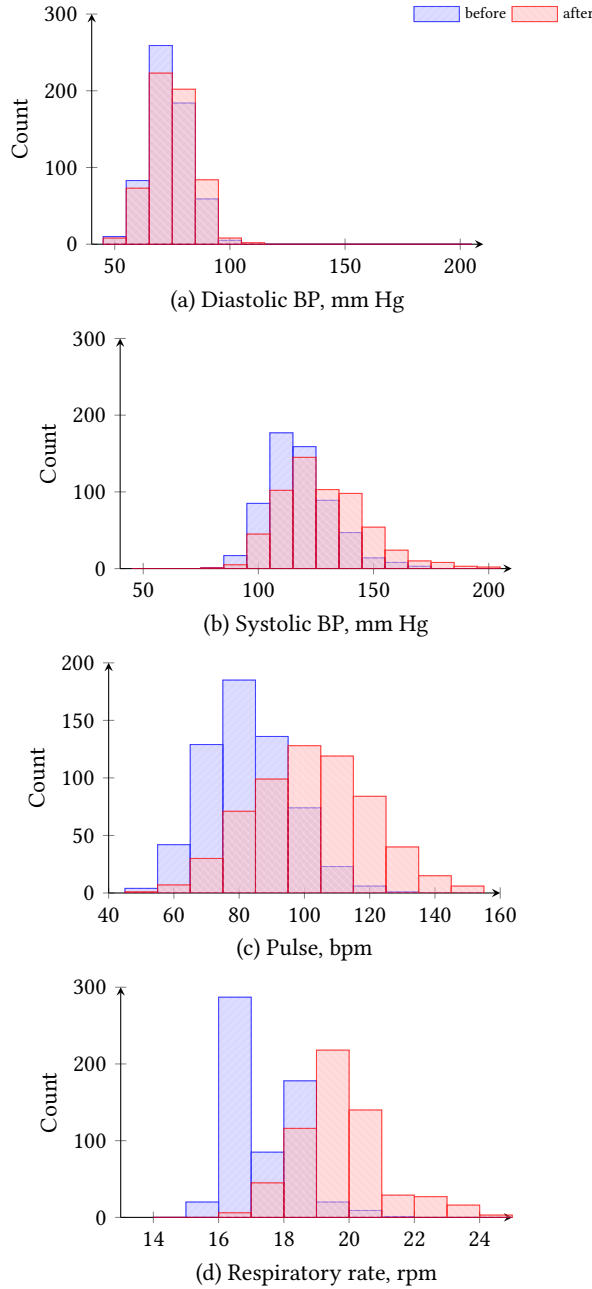 before after
300
200
100
0
Count
50 100 150 200
(a) Diastolic BP, mm Hg
300
200
100
0
Count
50 100 150 200
(b) Systolic BP, mm Hg
200
150
100
50
0
Count
40 60 80 100 120 140 160
(c) Pulse, bpm
300
200
100
0
Count
14 16 18 20 22 24
(d) Respiratory rate, rpm